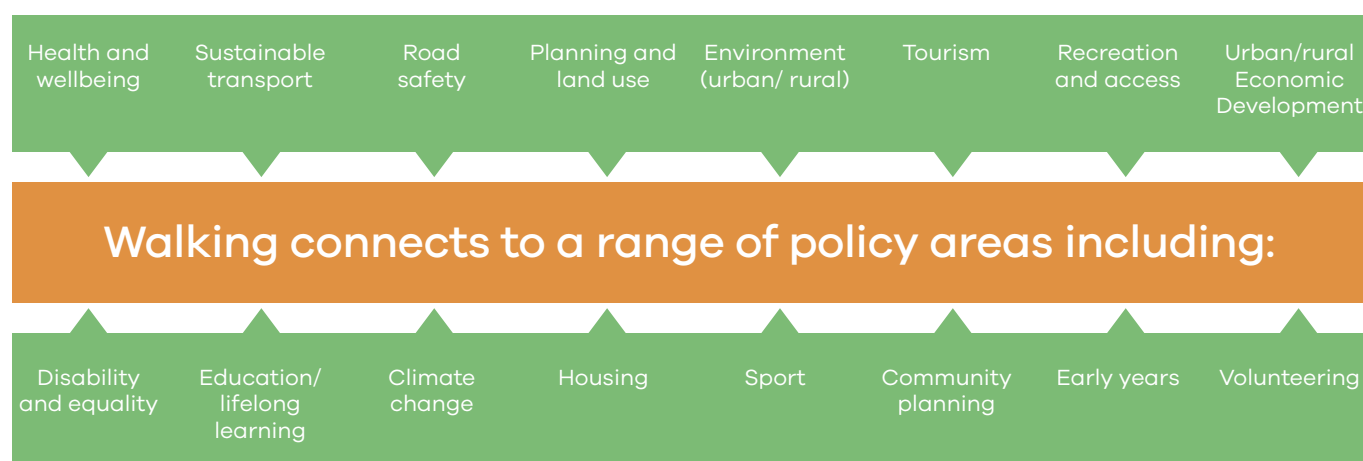 Health and
wellbeing
Sustainable
transport
Road
safety
Planning and
land use
Environment
(urban/ rural)
Tourism
Recreation
and access
Urban/rural
Economic
Development
Walking connects to a range of policy areas including:
Disability
and equality
Education/
lifelong
learning
Climate
change
Housing
Sport
Community
planning
Early years
Volunteering